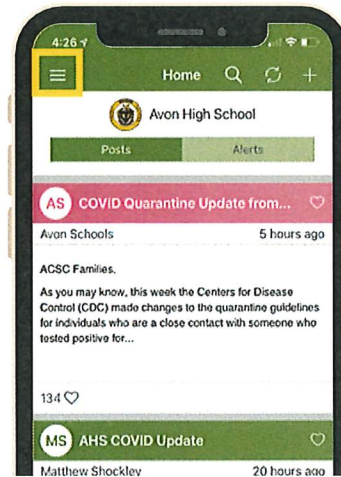 4:26
Home
Avon High School
Posts Alerts
AS COVID Quarantine Update from...
Avon Schools 5 hours ago
ACSC Families,
As you may know, this week the Centers for Disease
Control (CDC) made changes to the quarantine guidelines
for individuals who are a close contact with someone who
tested positive for...
134
MS AHS COVID Update
Matthew Shockley 20 hours ago